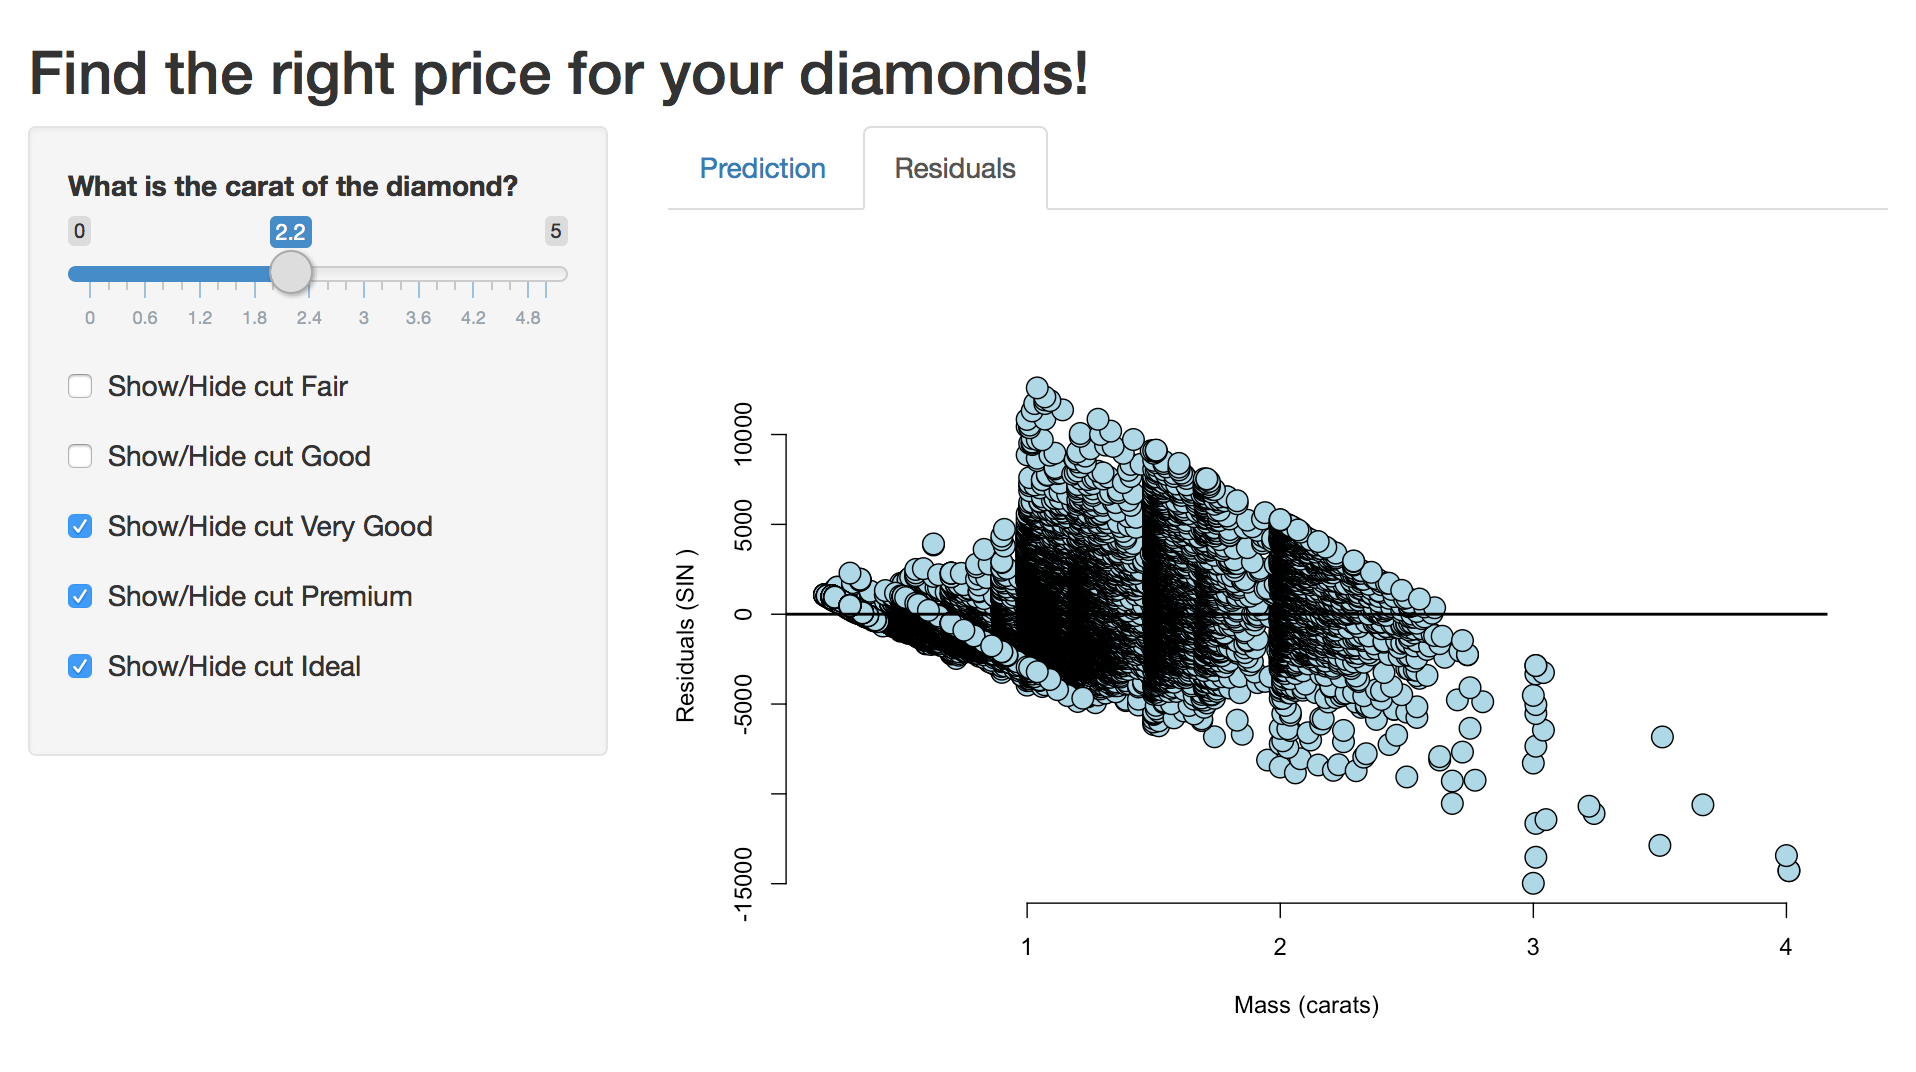 Find the right price for your diamonds!
What is the carat of the diamond?
0 2.2 5
0 0.6 1.2 1.8 2.4 3 3.6 4.2 4.8
Show/Hide cut Fair
Show/Hide cut Good
Show/Hide cut Very Good
Show/Hide cut Premium
Show/Hide cut Ideal
Prediction Residuals
Residuals (SIN )
10000
5000
0
-5000
-15000
1 2 3 4
Mass (carats)